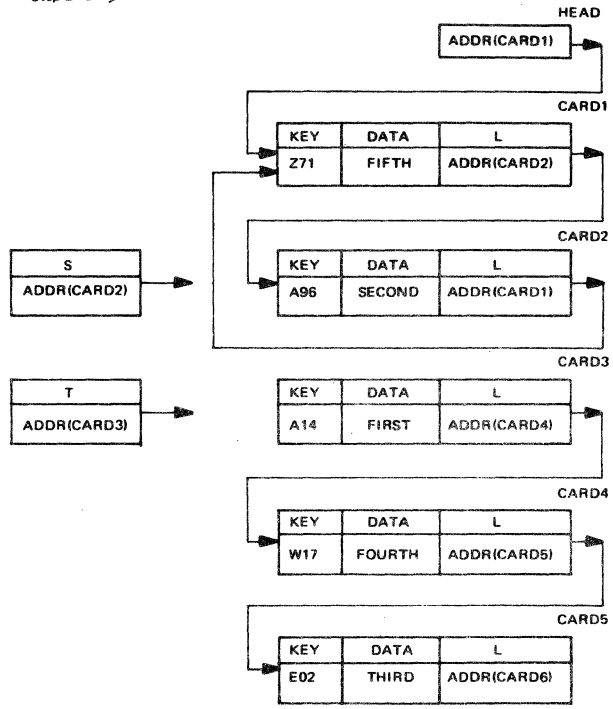 HEAD
ADDR(CARD1)
CARD1
KEY DATA L
Z71 FIFTH ADDR(CARD2)
CARD2
S
KEY DATA L
ADDR(CARD2)
A96 SECOND ADDR(CARD1)
CARD3
T
KEY DATA L
ADDR(CARD3)
A14 FIRST ADDR(CARD4)
CARD4
KEY DATA L
W17 FOURTH ADDR(CARD5)
CARD5
KEY DATA L
E02 THIRD ADDR(CARD6)